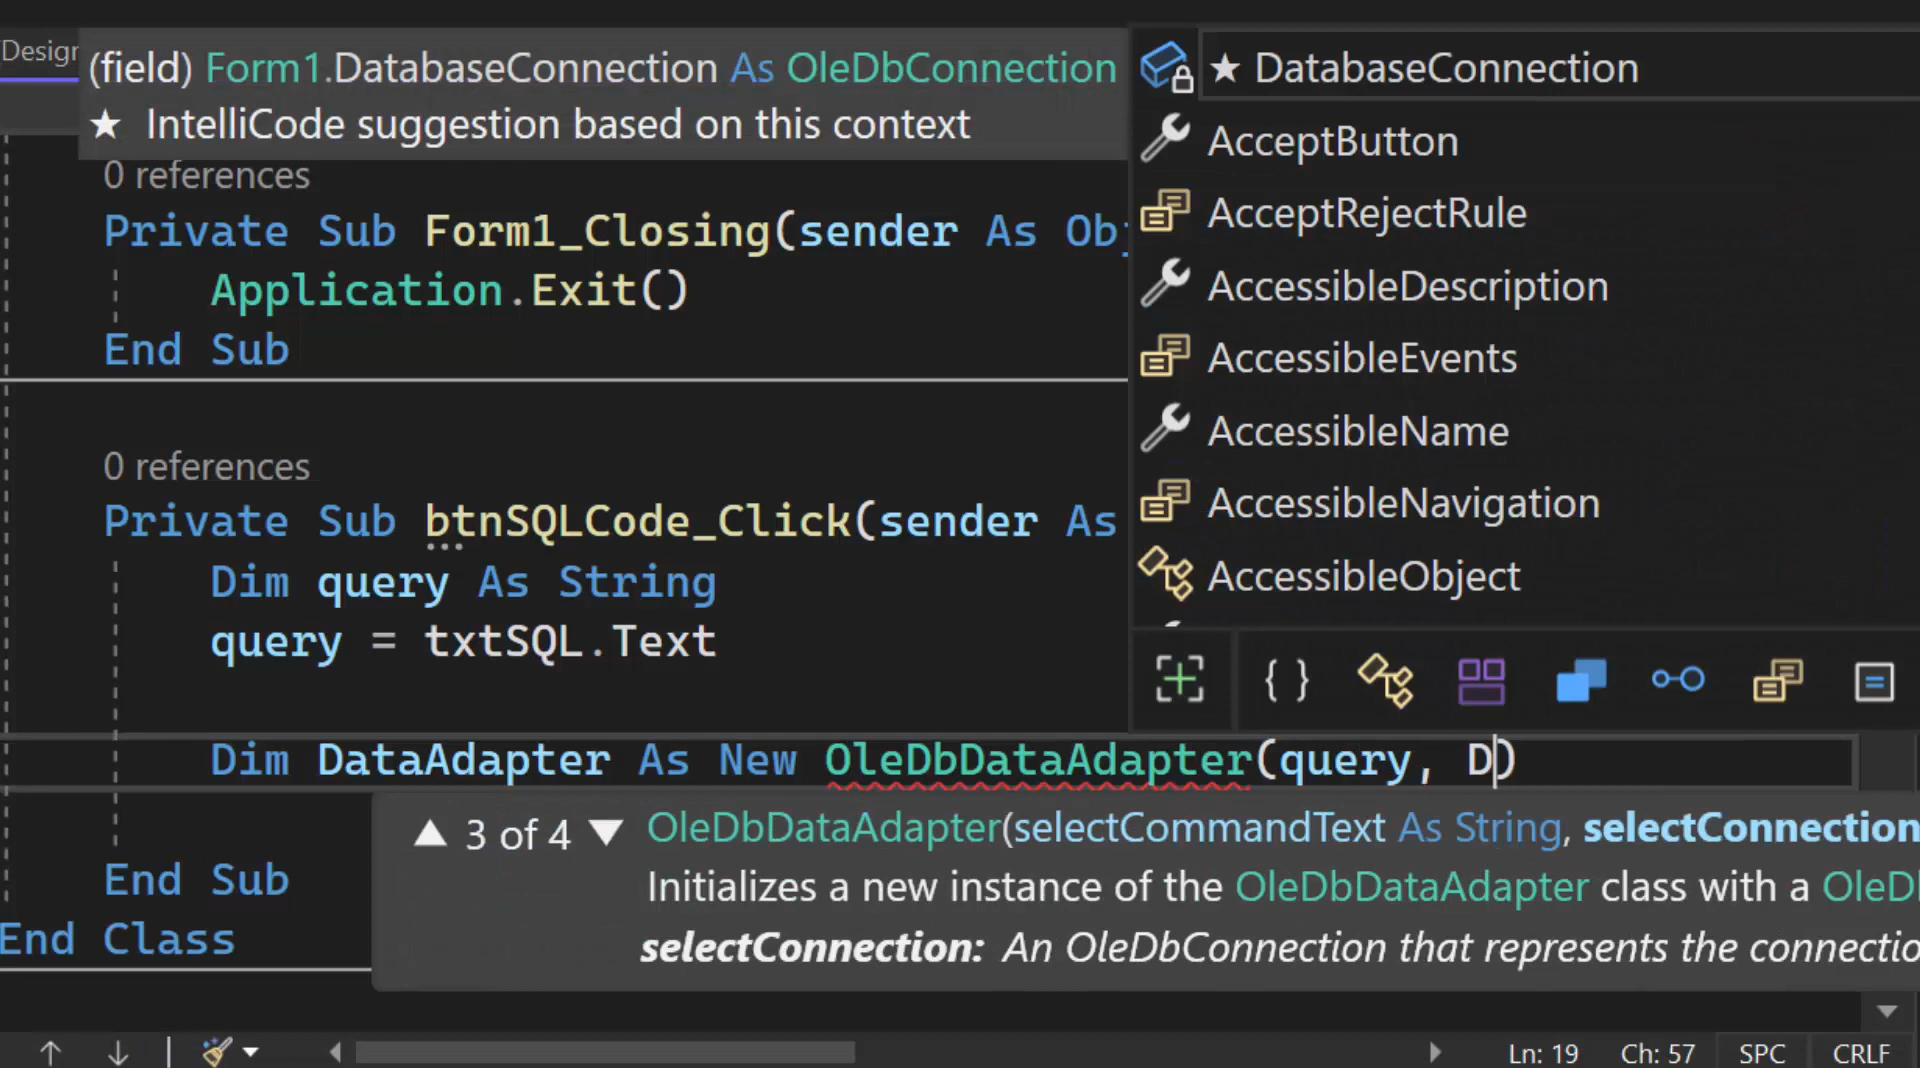 Design
(field) Form1.DatabaseConnection As OleDbConnection
★ IntelliCode suggestion based on this context
0 references
Private Sub Form1_Closing(sender As Obj
Application.Exit()
End Sub
0 references
Private Sub btnSQLCode_Click(sender As
Dim query As String
query = txtSQL.Text
Dim DataAdapter As New OleDbDataAdapter(query, D)
End Sub
End Class
★ DatabaseConnection
AcceptButton
AcceptRejectRule
AccessibleDescription
AccessibleEvents
AccessibleName
AccessibleNavigation
AccessibleObject
▲ 3 of 4 ▼ OleDbDataAdapter(selectCommandText As String, selectConnection
Initializes a new instance of the OleDbDataAdapter class with a OleD
selectConnection: An OleDbConnection that represents the connectio
Ln: 19 Ch: 57 SPC CRLF